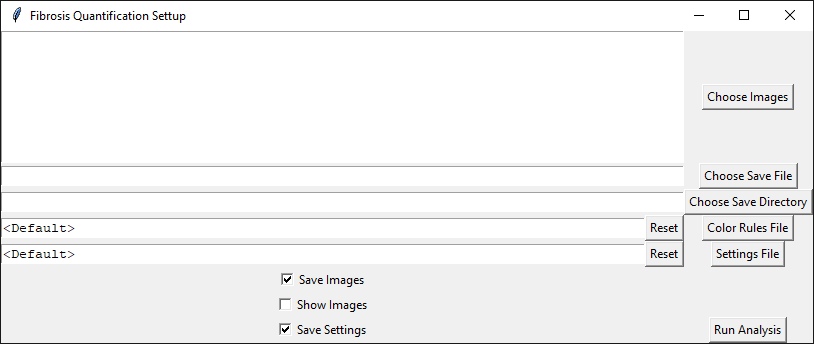 Fibrosis Quantification Settup
Choose Images
Choose Save File
Choose Save Directory
<Default> Reset Color Rules File
<Default> Reset Settings File
Save Images
Show Images
Save Settings Run Analysis